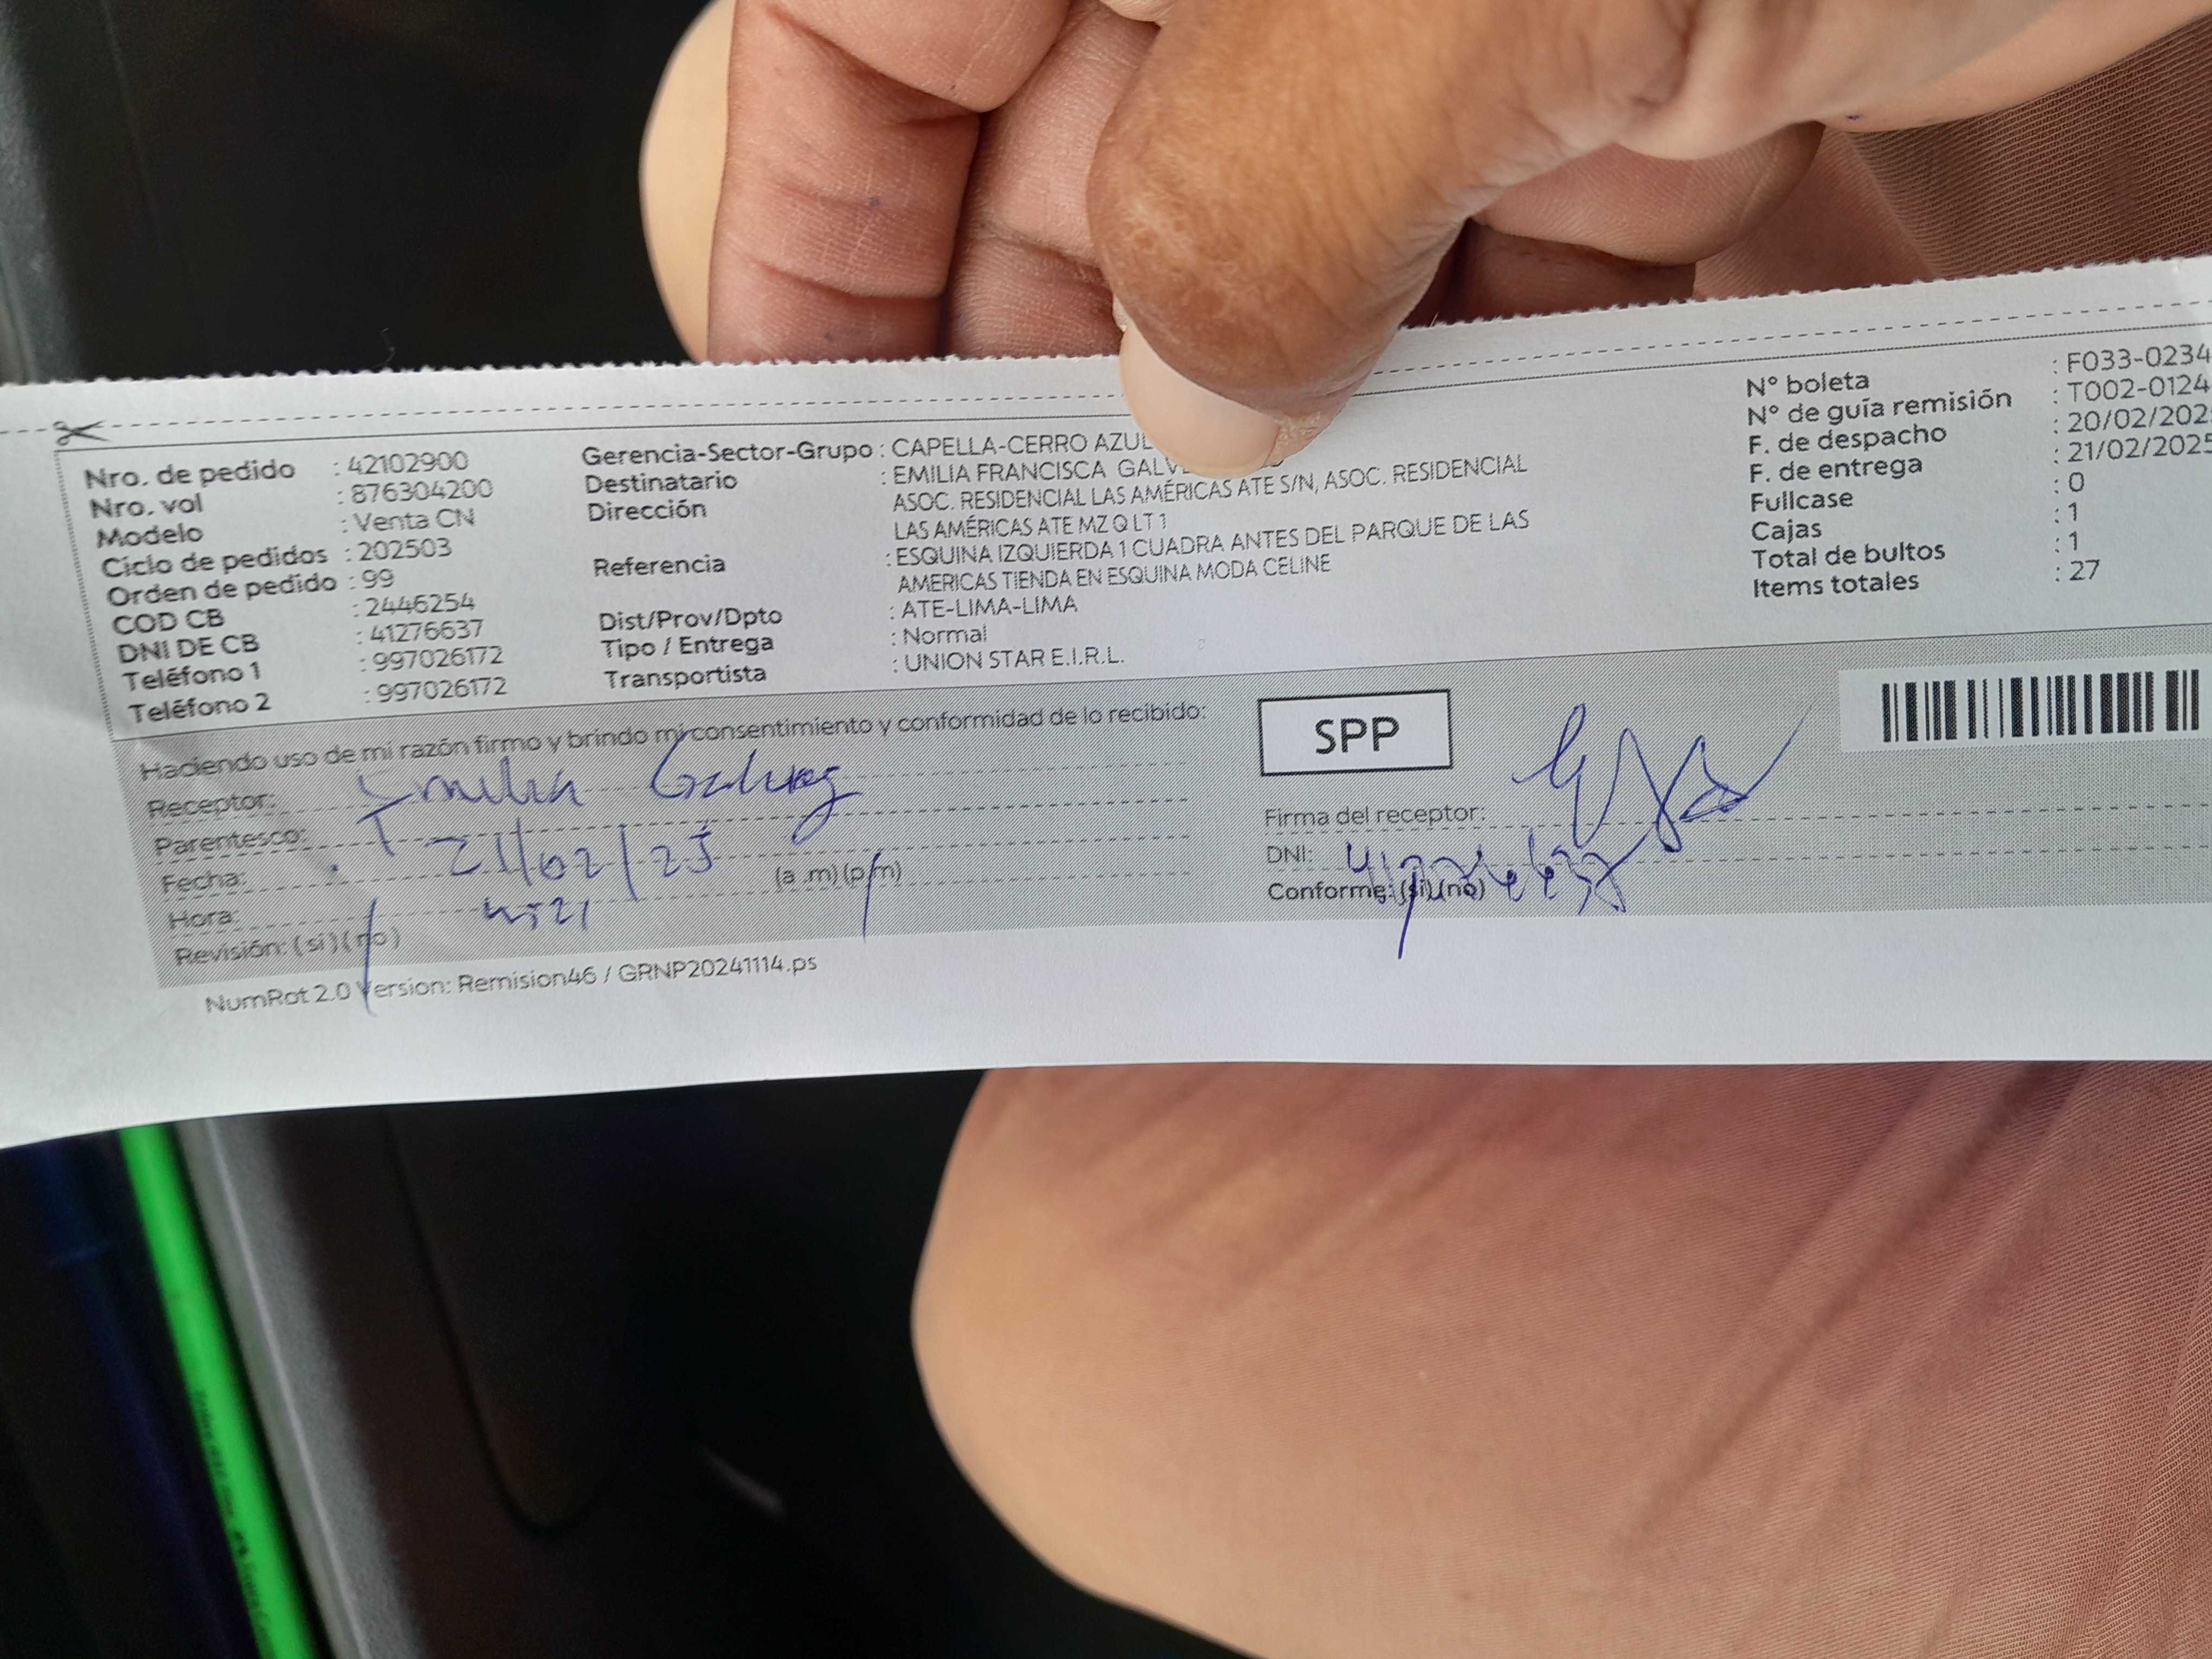 Nro. de pedido : 42102900
Nro. vol : 876304200
Modelo : Venta CN
Ciclo de pedidos : 202503
Orden de pedido : 99
COD CB : 2446254
DNI DE CB : 41276637
Teléfono 1 : 997026172
Teléfono 2 : 997026172
Gerencia-Sector-Grupo : CAPELLA-CERRO AZUL
Destinatario : EMILIA FRANCISCA GALV
Dirección ASOC. RESIDENCIAL LAS AMÉRICAS ATE S/N, ASOC. RESIDENCIAL
LAS AMÉRICAS ATE MZ Q LT 1
Referencia : ESQUINA IZQUIERDA 1 CUADRA ANTES DEL PARQUE DE LAS
AMERICAS TIENDA EN ESQUINA MODA CELINE
Dist/Prov/Dpto : ATE-LIMA-LIMA
Tipo / Entrega : Normal
Transportista : UNION STAR E.I.R.L.
Nº boleta : F033-0234
Nº de guía remisión : T002-0124
F. de despacho : 20/02/202
F. de entrega : 21/02/2025
Fullcase : 0
Cajas : 1
Total de bultos : 1
Items totales : 27
Haciendo uso de mi razón firmo y brindo mi consentimiento y conformidad de lo recibido:
Receptor: Emilia Galvez
Parentesco: T
Fecha: 21/02/25
Hora: (a.m)(p.m)
Revisión: (si)(no)
SPP
Firma del receptor:
DNI: 41276637
Conforme: (si)(no)
NumRot 2.0 Version: Remision46 / GRNP20241114.ps